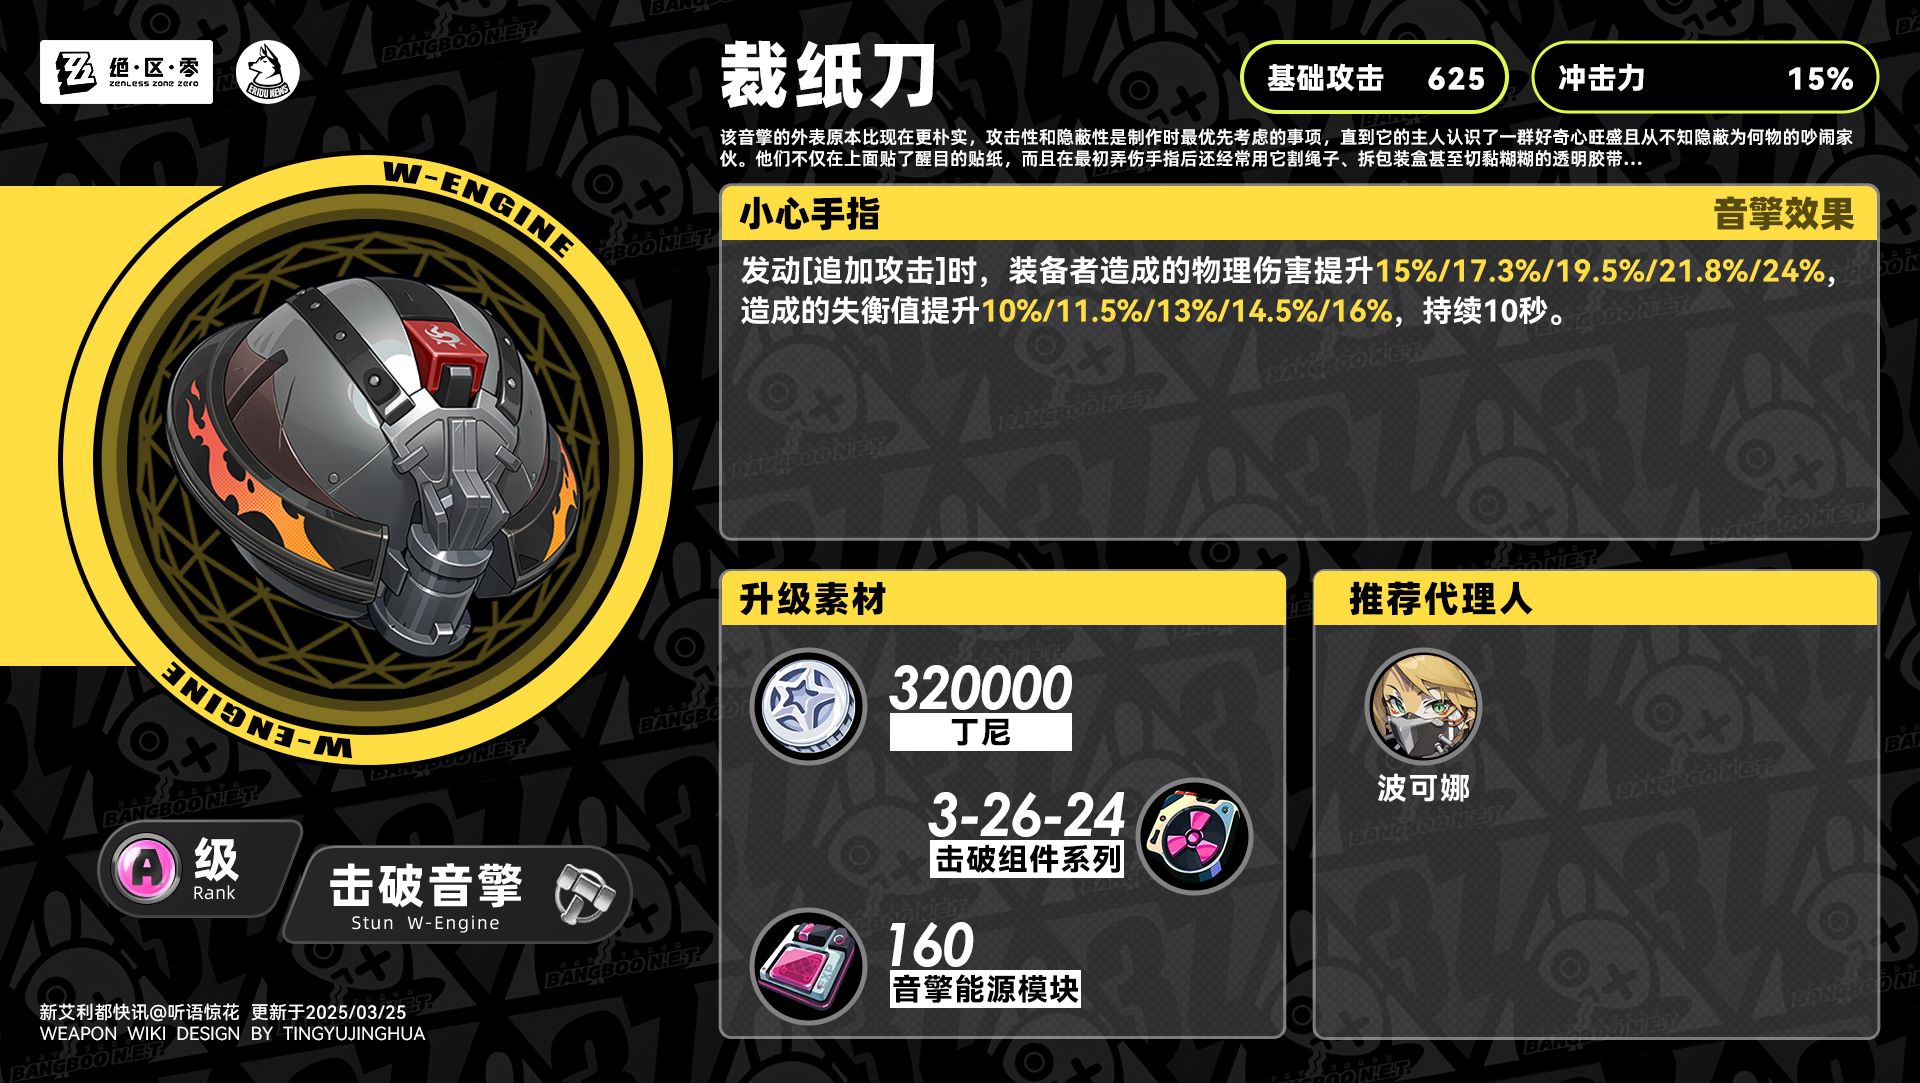 绝·区·零
ZENLESS ZONE ZERO
ERIDU NEWS
裁纸刀
基础攻击 625
冲击力 15%
该音擎的外表原本比现在更朴实，攻击性和隐蔽性是制作时最优先考虑的事项，直到它的主人认识了一群好奇心旺盛且从不知隐蔽为何物的吵闹家
伙。他们不仅在上面贴了醒目的贴纸，而且在最初弄伤手指后还经常用它割绳子、拆包装盒甚至切黏糊糊的透明胶带...
W-ENGINE
W-ENGINE
小心手指 音擎效果
发动[追加攻击]时，装备者造成的物理伤害提升15%/17.3%/19.5%/21.8%/24%，
造成的失衡值提升10%/11.5%/13%/14.5%/16%，持续10秒。
升级素材
320000
丁尼
3-26-24
击破组件系列
160
音擎能源模块
推荐代理人
波可娜
A 级
Rank
击破音擎
Stun W-Engine
新艾利都快讯@听语惊花 更新于2025/03/25
WEAPON WIKI DESIGN BY TINGYUJINGHUA
BANGBOO N.E.T.